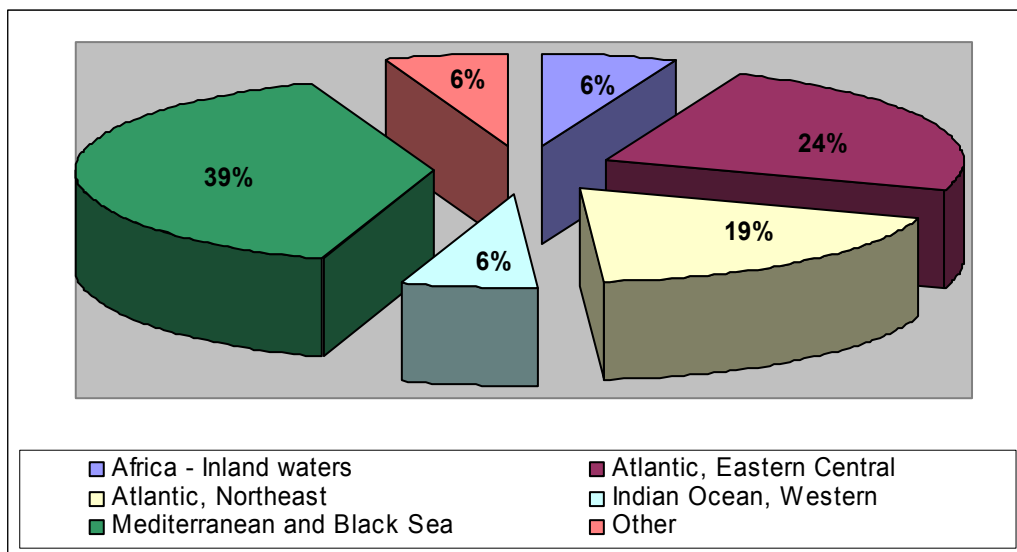 6% 6%
24%
39%
19%
6%
Africa - Inland waters Atlantic, Eastern Central
Atlantic, Northeast Indian Ocean, Western
Mediterranean and Black Sea Other